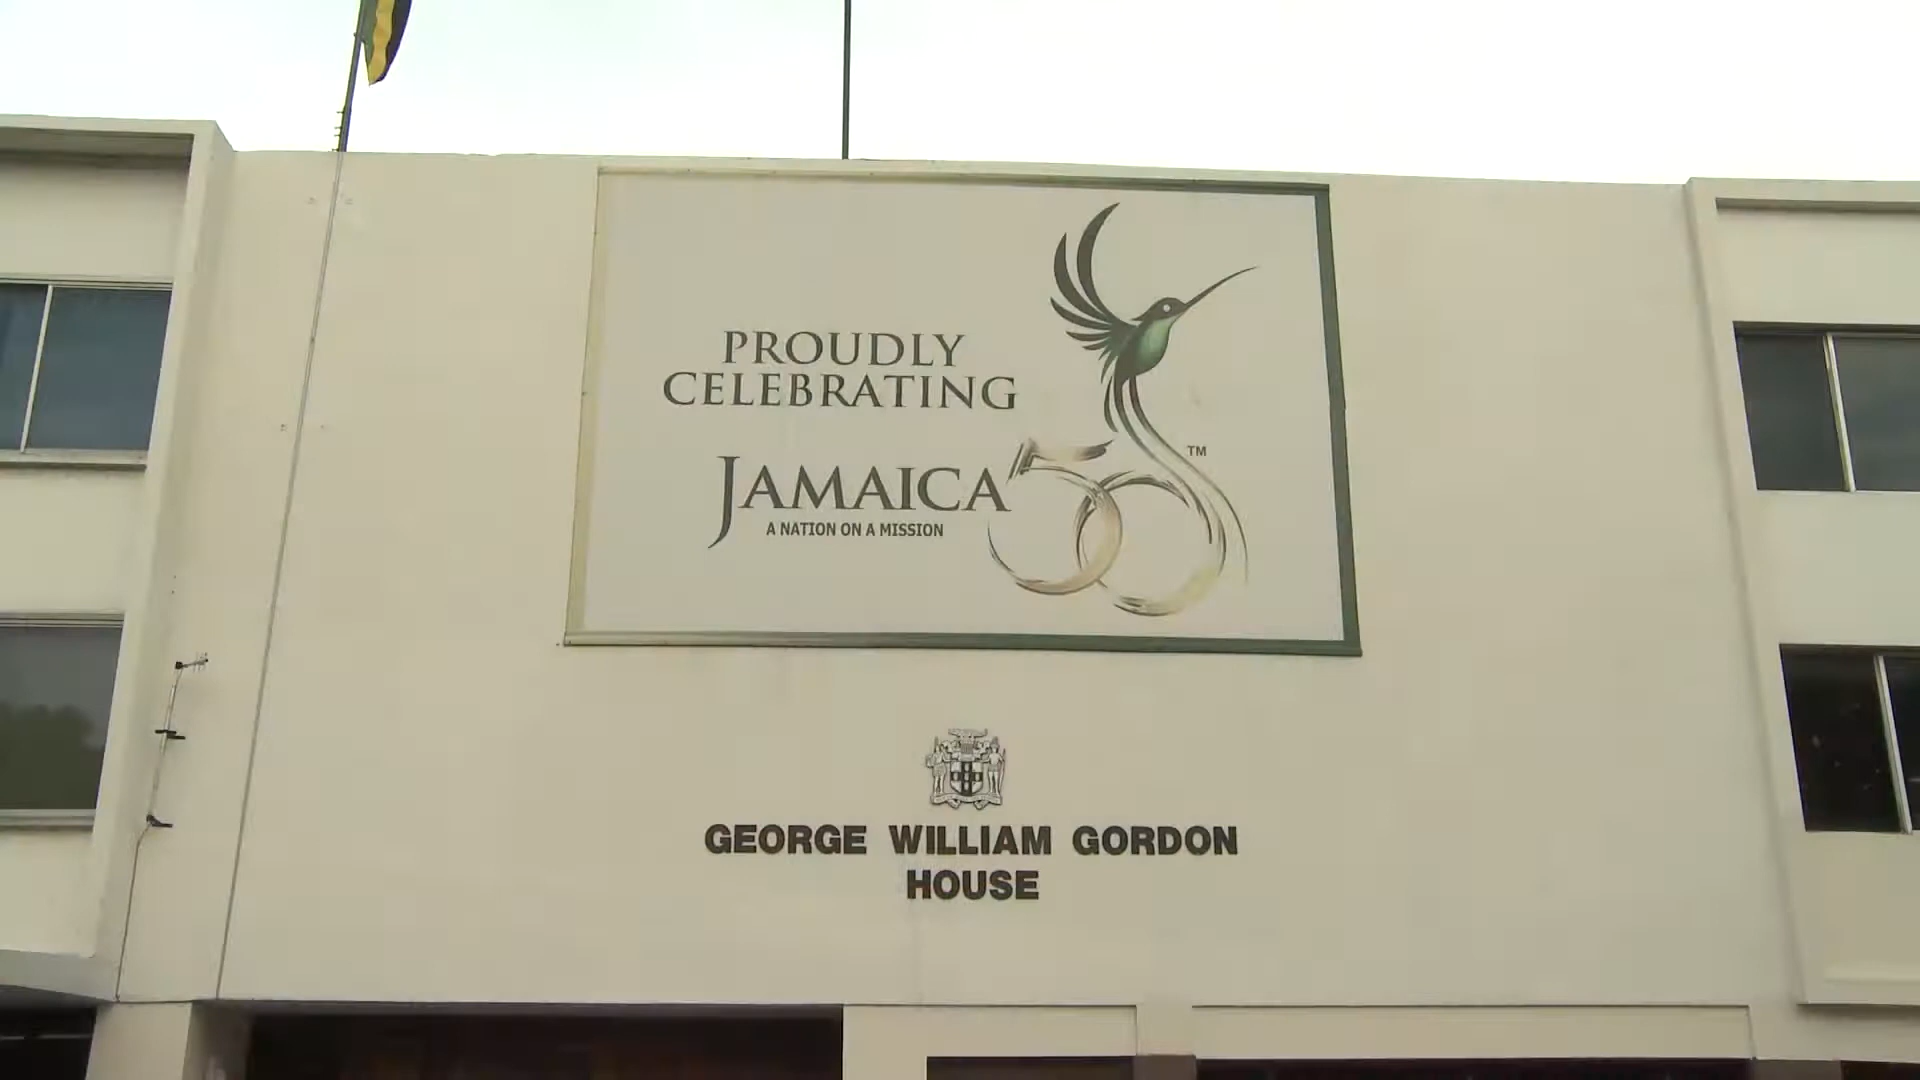 PROUDLY
CELEBRATING
JAMAICA 50
A NATION ON A MISSION
TM
GEORGE WILLIAM GORDON
HOUSE